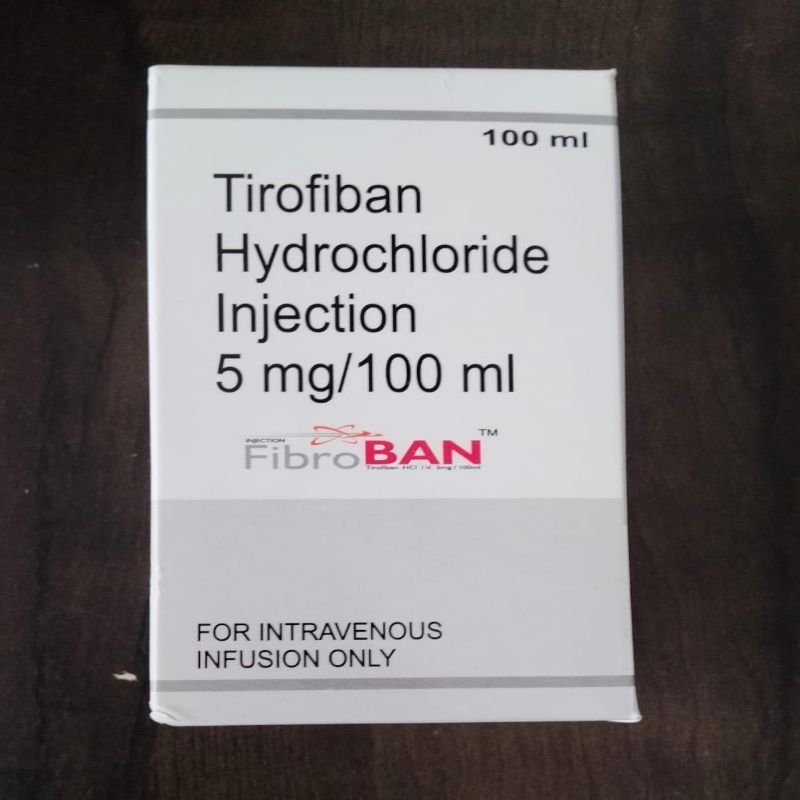 100 ml
Tirofiban
Hydrochloride
Injection
5 mg/100 ml
INJECTION
FibroBAN™
Tirofiban HCl I.V. 5mg/100ml
FOR INTRAVENOUS
INFUSION ONLY